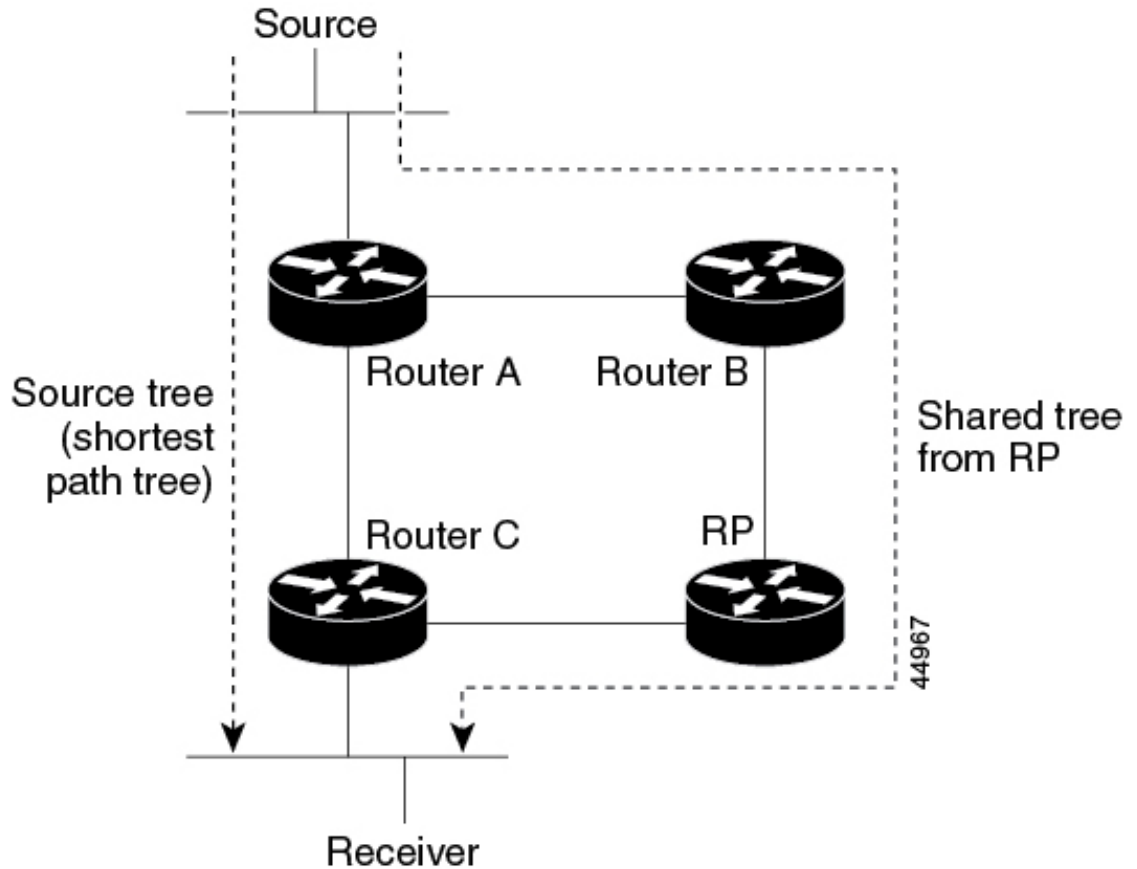 Source
Router A
Router B
Source tree
(shortest
path tree)
Shared tree
from RP
Router C
RP
44967
Receiver